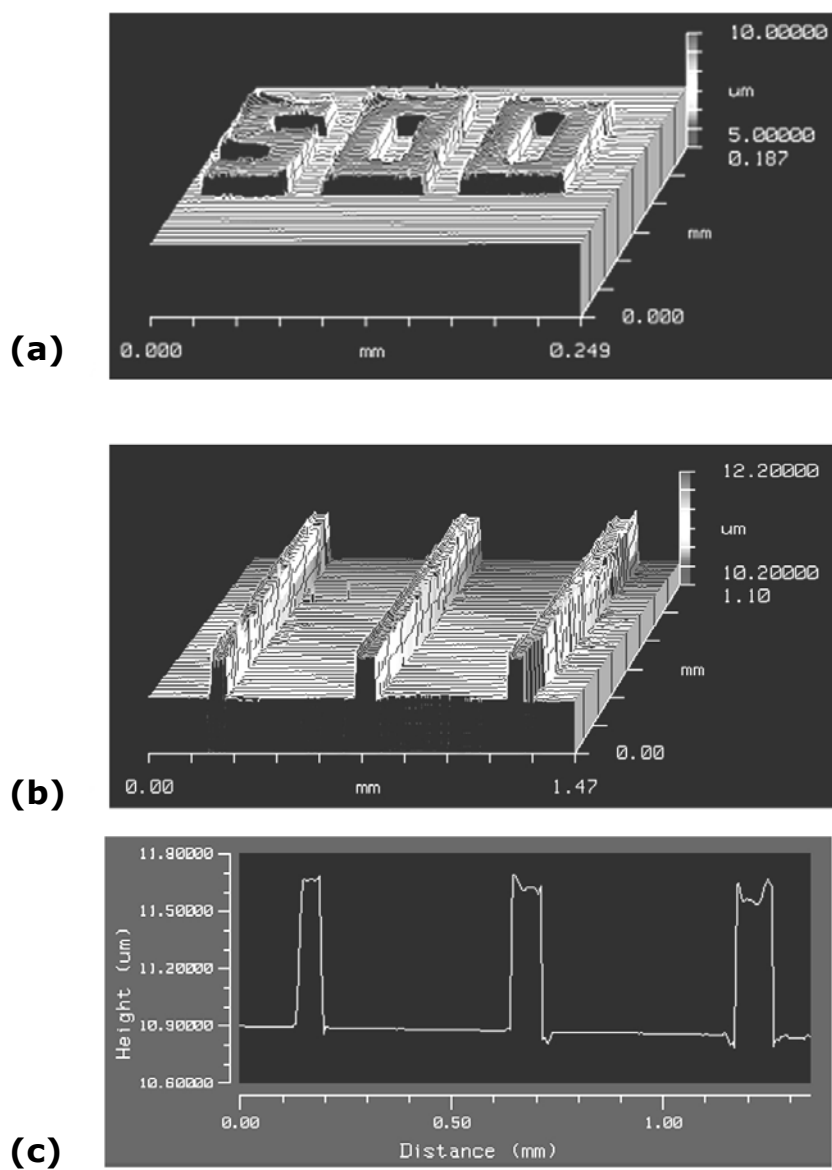 10.00000
um
5.00000
0.187
500
mm
0.000
(a)
0.000 mm 0.249
12.20000
um
10.20000
1.10
mm
0.00
(b)
0.00 mm 1.47
11.80000
11.50000
11.20000
10.90000
10.60000
Height (um)
0.00 0.50 1.00
Distance (mm)
(c)